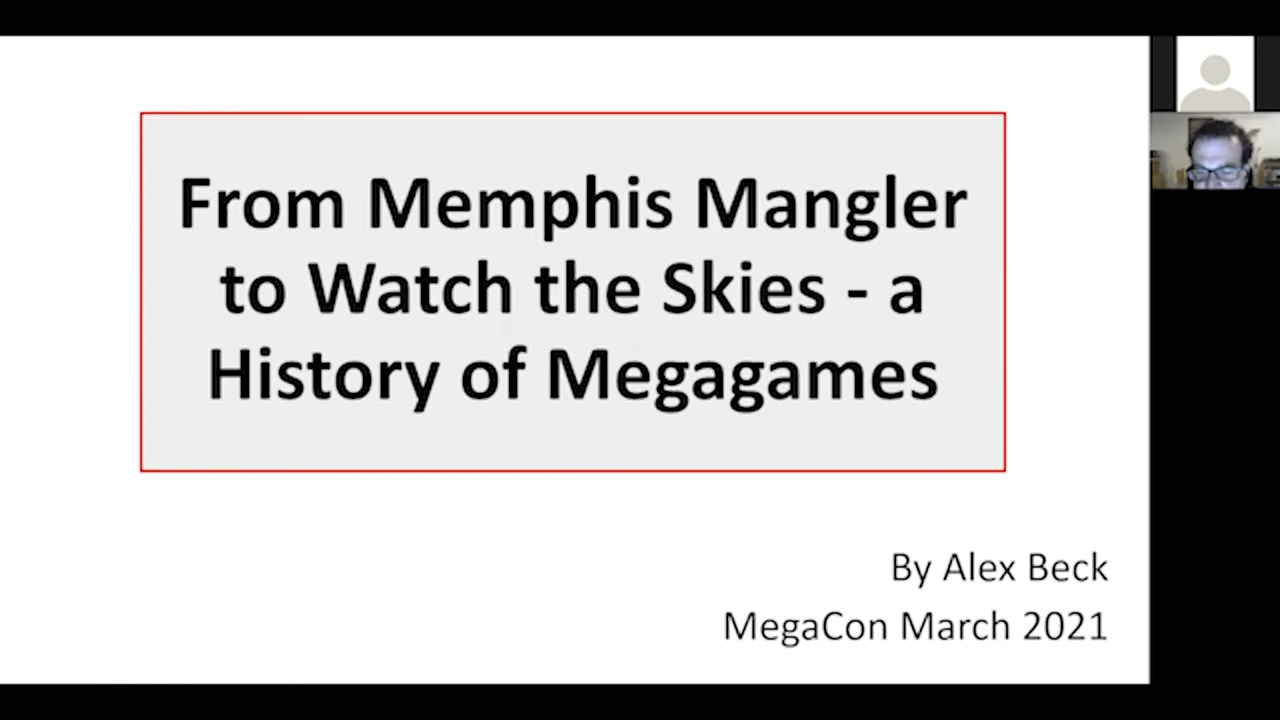 From Memphis Mangler
to Watch the Skies - a
History of Megagames
By Alex Beck
MegaCon March 2021